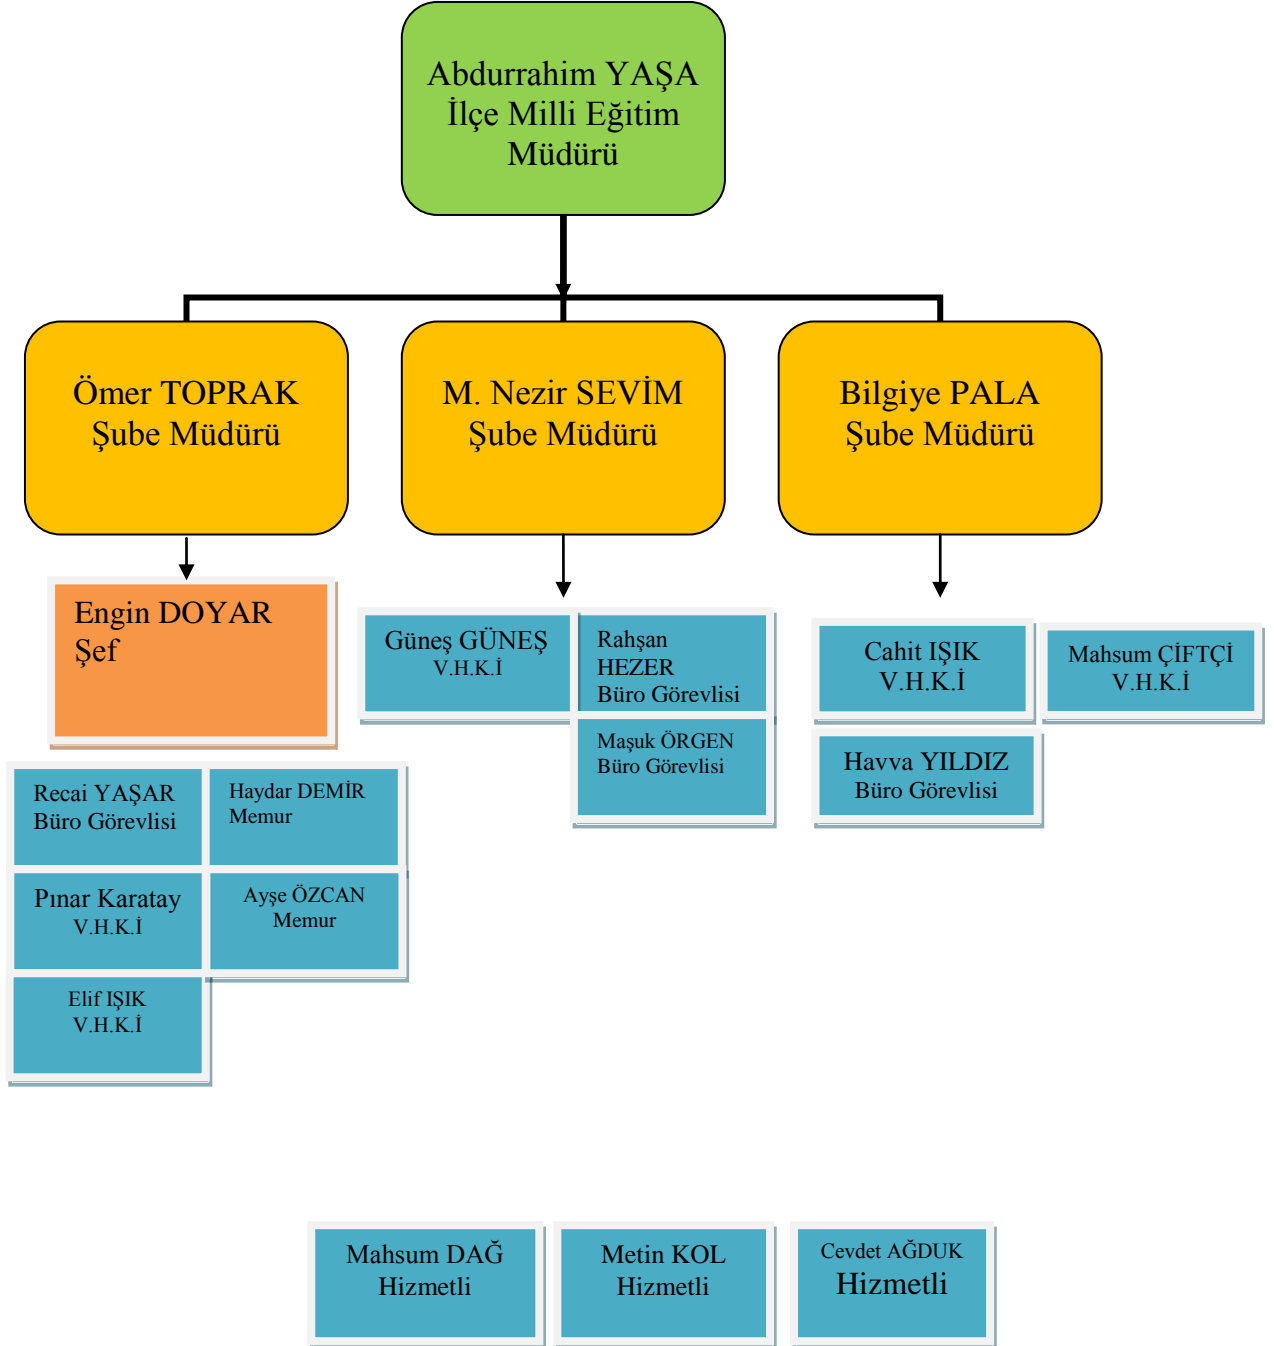 Abdurrahim YAŞA
İlçe Milli Eğitim
Müdürü
Ömer TOPRAK
Şube Müdürü
M. Nezir SEVİM
Şube Müdürü
Bilgiye PALA
Şube Müdürü
Engin DOYAR
Şef
Recai YAŞAR
Büro Görevlisi
Haydar DEMİR
Memur
Pınar Karatay
V.H.K.İ
Ayşe ÖZCAN
Memur
Elif IŞIK
V.H.K.İ
Güneş GÜNEŞ
V.H.K.İ
Rahşan
HEZER
Büro Görevlisi
Maşuk ÖRGEN
Büro Görevlisi
Cahit IŞIK
V.H.K.İ
Mahsum ÇİFTÇİ
V.H.K.İ
Havva YILDIZ
Büro Görevlisi
Mahsum DAĞ
Hizmetli
Metin KOL
Hizmetli
Cevdet AĞDUK
Hizmetli